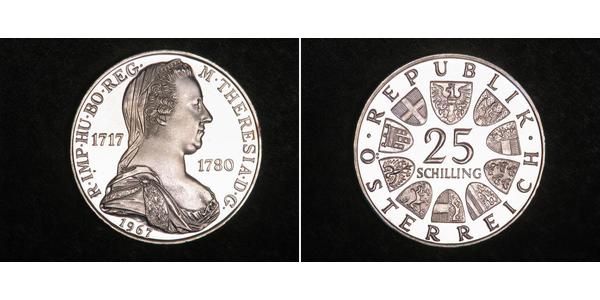 R·IMP·HU·BO·REG·
M·THERESIA·D·G·
1717
1780
1967
·REPUBLIK·
25
SCHILLING
ÖSTERREICH